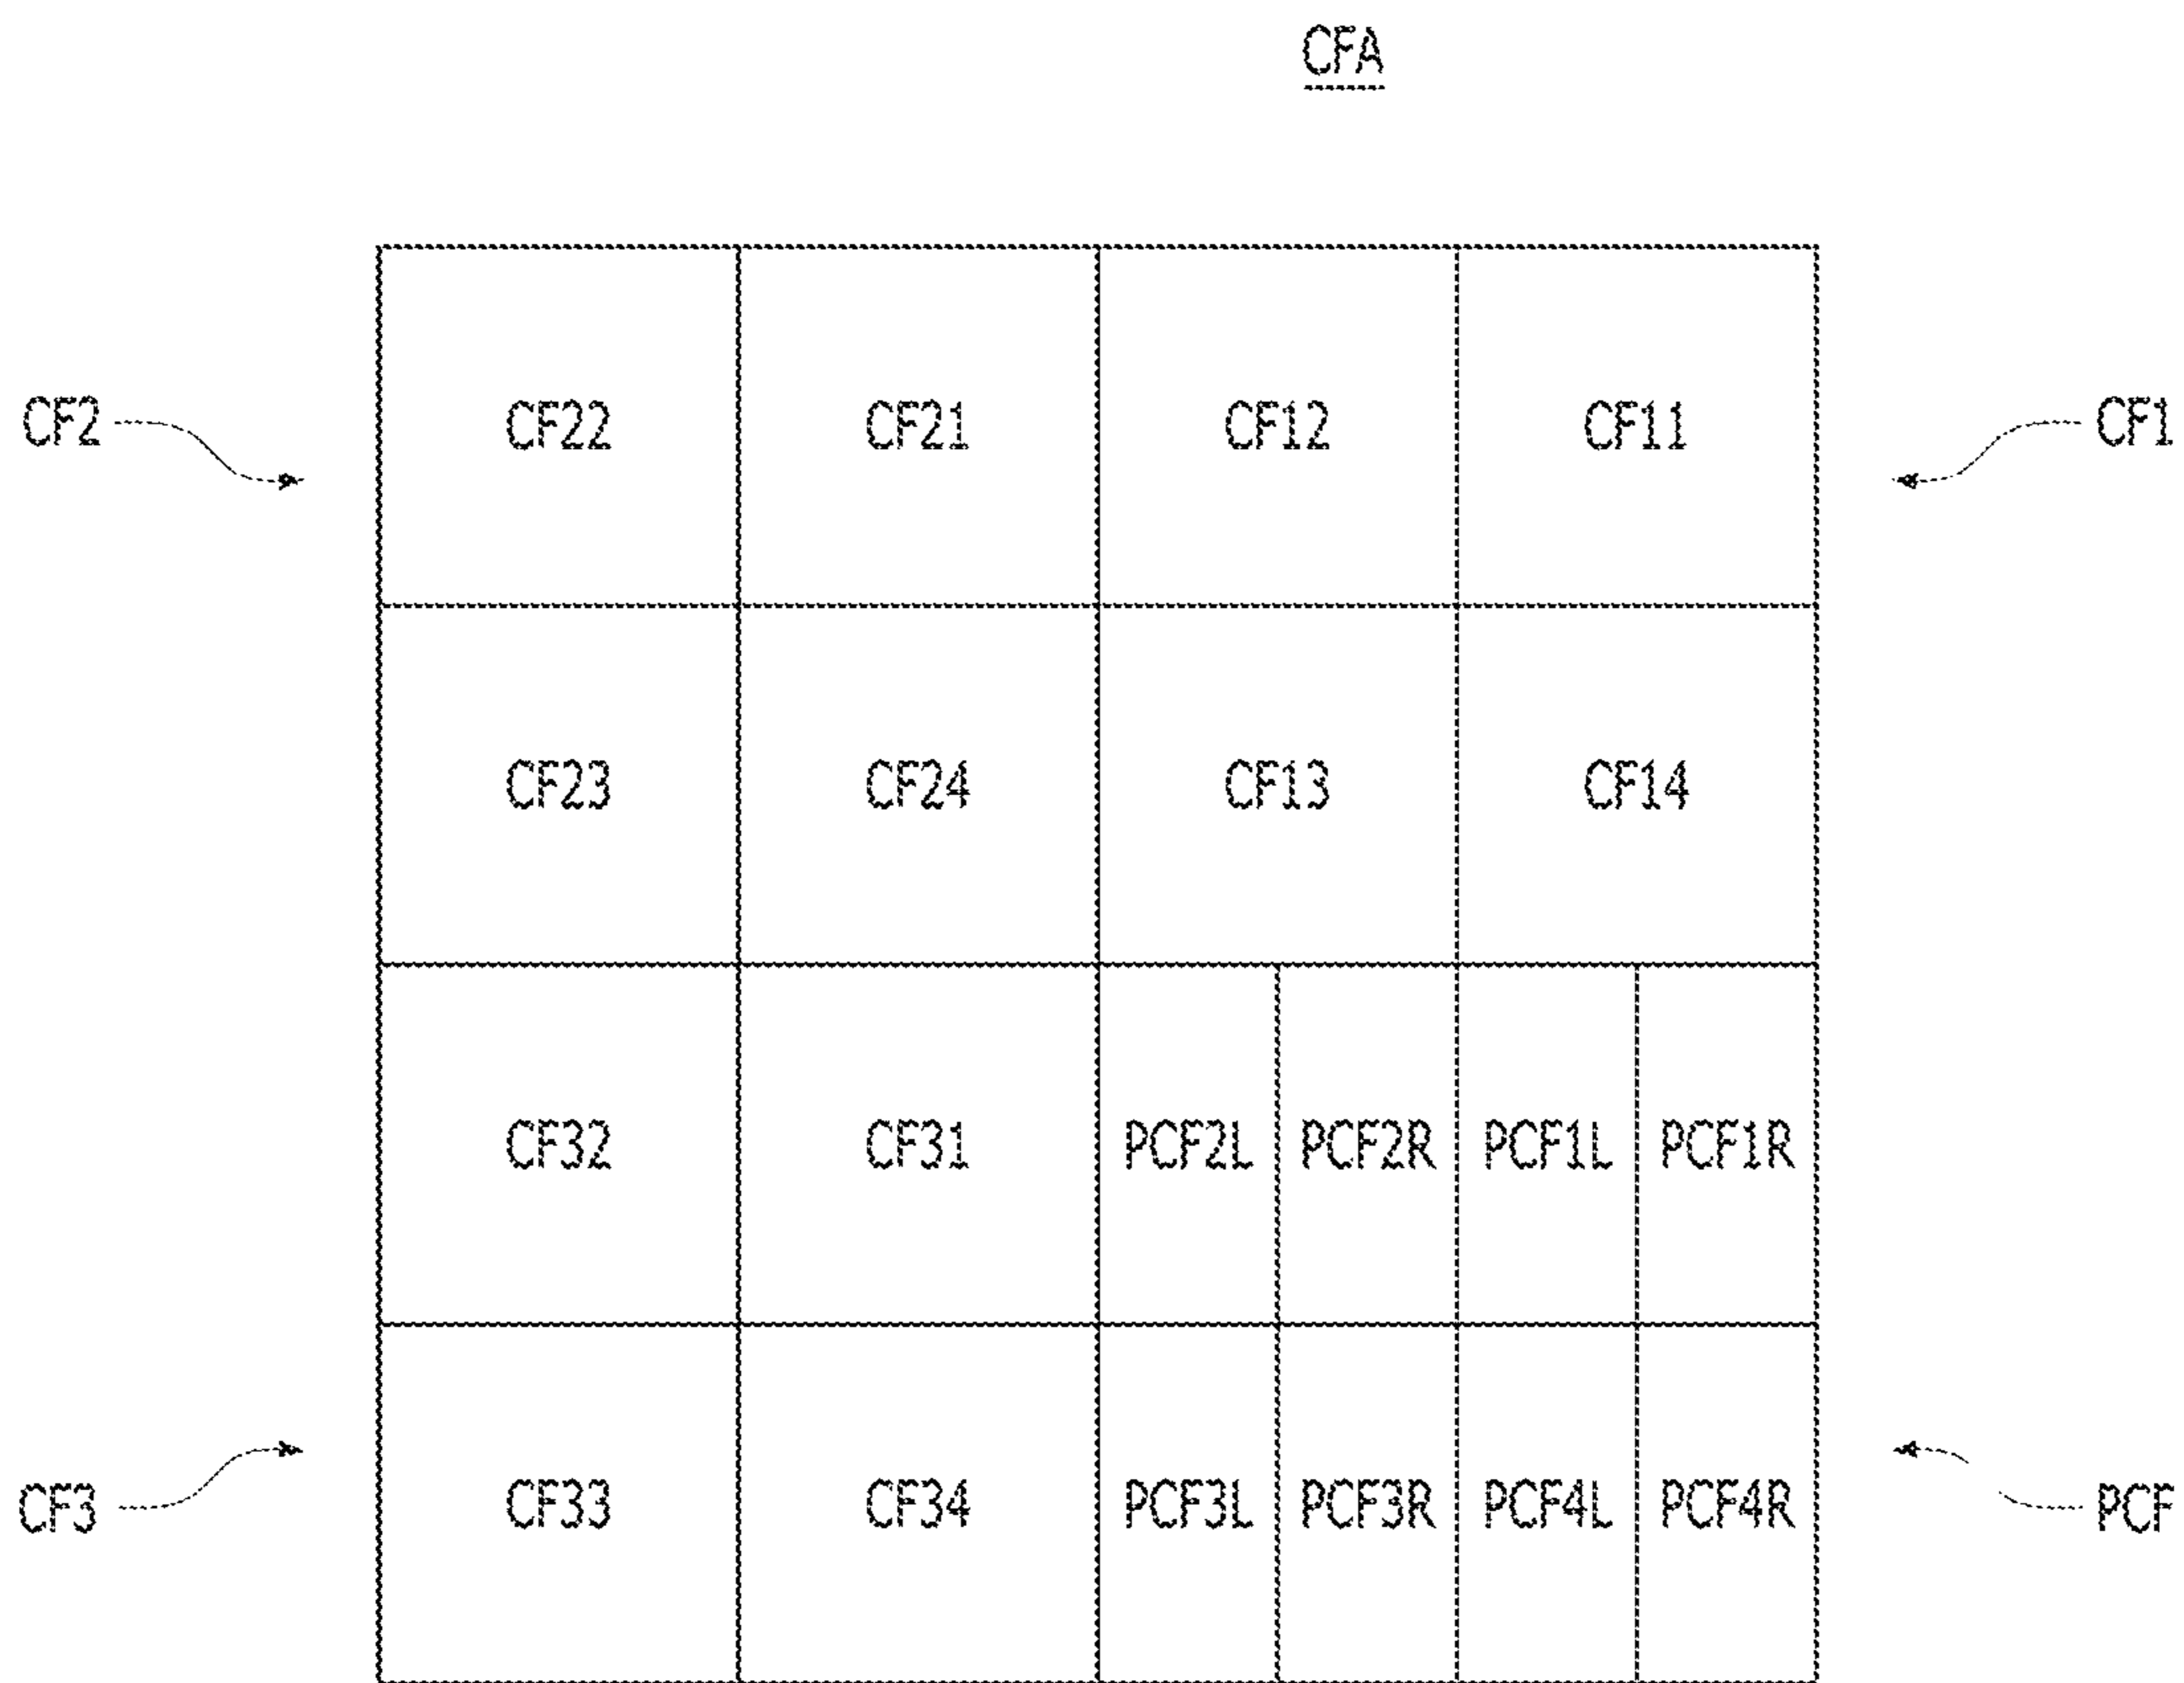 CFA
CF2 CF22 CF21 CF12 CF11 CF1
CF23 CF24 CF13 CF14
CF32 CF31 PCF2L PCF2R PCF1L PCF1R
CF3 CF33 CF34 PCF3L PCF3R PCF4L PCF4R PCF